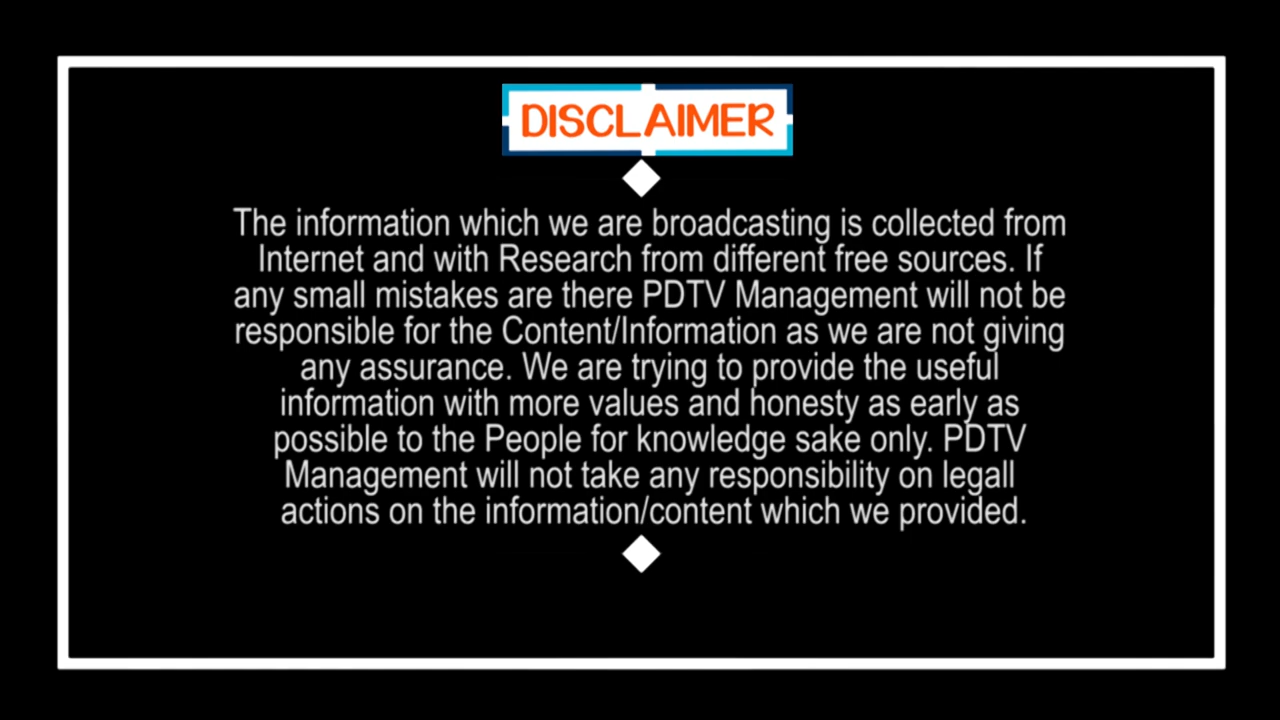 DISCLAIMER
The information which we are broadcasting is collected from
Internet and with Research from different free sources. If
any small mistakes are there PDTV Management will not be
responsible for the Content/Information as we are not giving
any assurance. We are trying to provide the useful
information with more values and honesty as early as
possible to the People for knowledge sake only. PDTV
Management will not take any responsibility on legall
actions on the information/content which we provided.